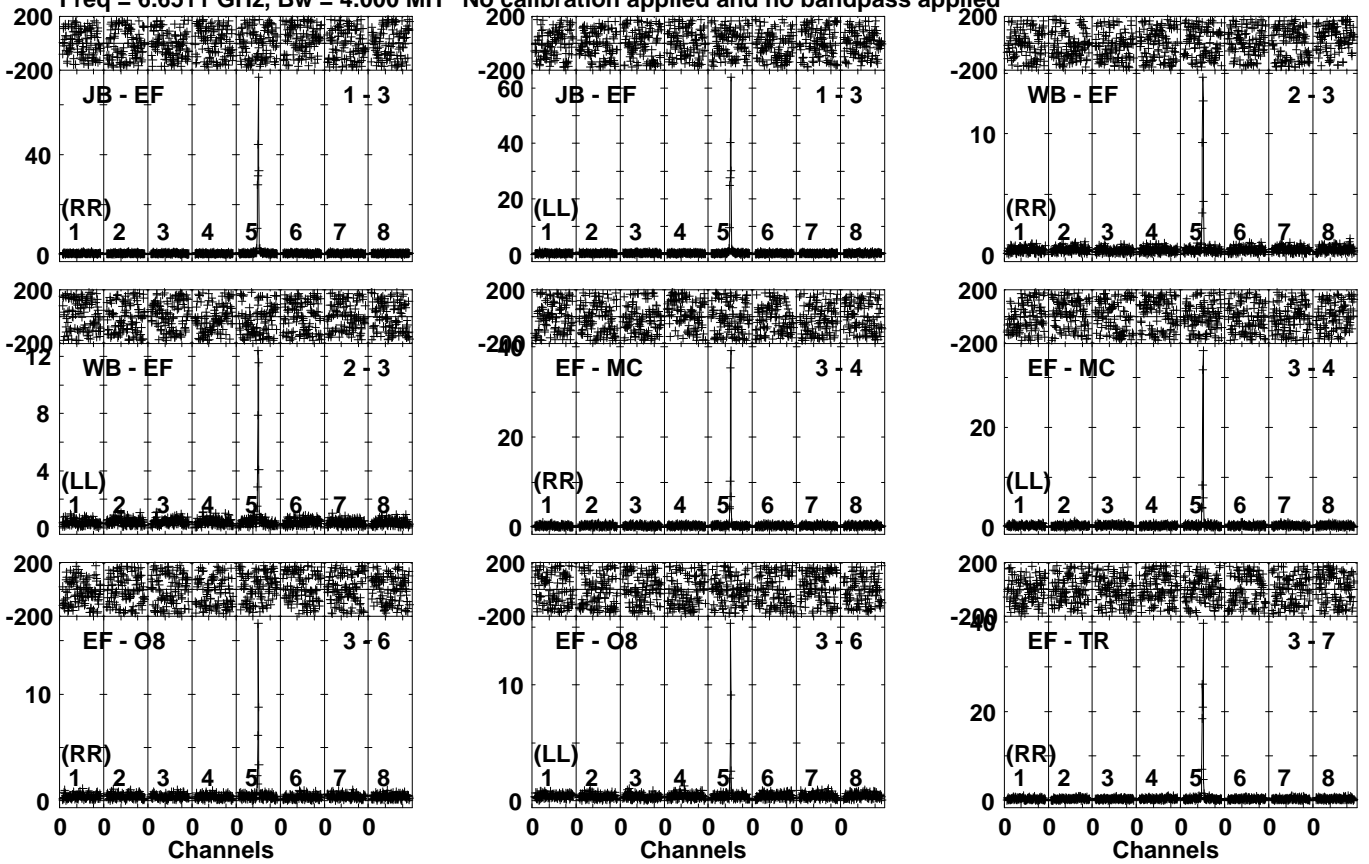 Freq = 6.6511 GHz, Bw = 4.000 MH No calibration applied and no bandpass applied
200 200 200
-200 -200 -200
JB - EF 1 - 3 60 JB - EF 1 - 3 WB - EF 2 - 3
40 40 10
20
(RR) (LL) (RR)
1 2 3 4 5 6 7 8 1 2 3 4 5 6 7 8 1 2 3 4 5 6 7 8
0 0 0
200 200 200
-200 -200 -200
12 WB - EF 2 - 3 40 EF - MC 3 - 4 EF - MC 3 - 4
8 20 20
4
(LL) (RR) (LL)
1 2 3 4 5 6 7 8 1 2 3 4 5 6 7 8 1 2 3 4 5 6 7 8
0 0 0
200 200 200
-200 -200 -200
EF - O8 3 - 6 EF - O8 3 - 6 40 EF - TR 3 - 7
10 10 20
(RR) (LL) (RR)
1 2 3 4 5 6 7 8 1 2 3 4 5 6 7 8 1 2 3 4 5 6 7 8
0 0 0
0 0 0 0 0 0 0 0 0 0 0 0 0 0 0 0 0 0 0 0 0 0 0 0
Channels Channels Channels